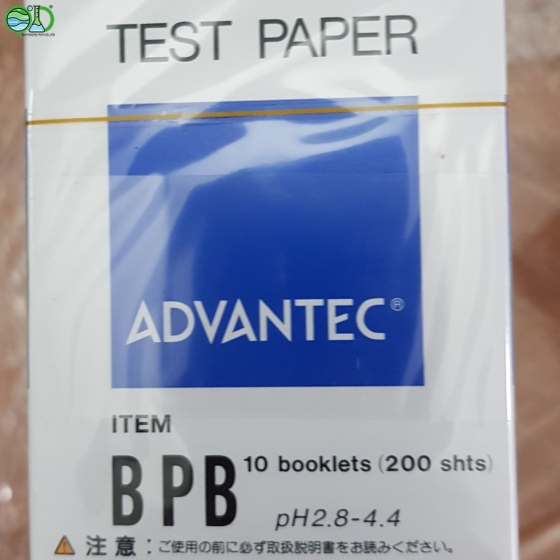 TEST PAPER
ADVANTEC®
ITEM
BPB 10 booklets (200 shts)
pH2.8-4.4
⚠ 注意：ご使用の前に必ず取扱説明書をお読みください。